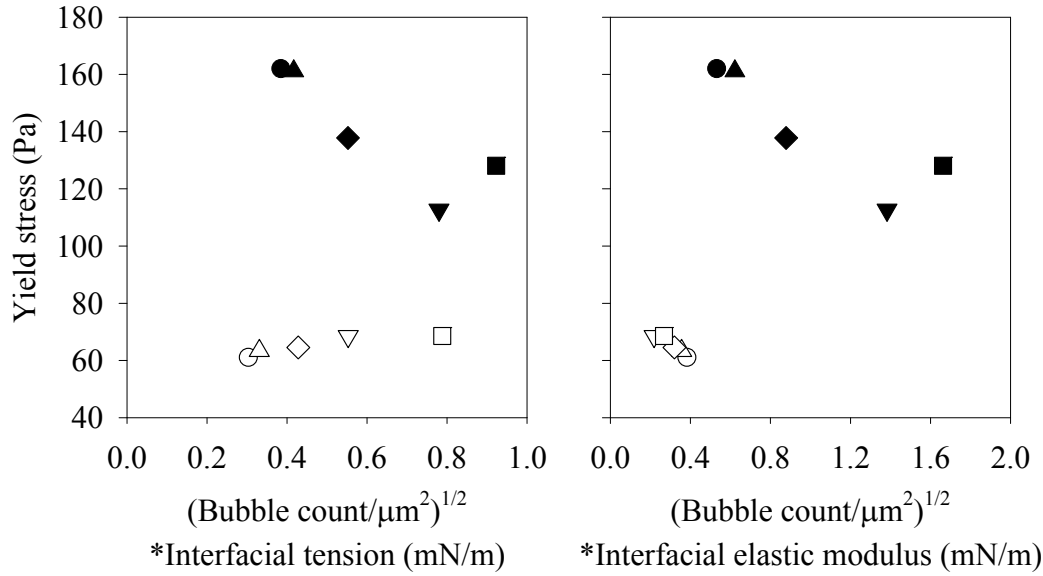 180
160
140
120
100
80
60
40
Yield stress (Pa)
0.0 0.2 0.4 0.6 0.8 1.0
0.0 0.4 0.8 1.2 1.6 2.0
(Bubble count/μm²)¹/²
*Interfacial tension (mN/m)
(Bubble count/μm²)¹/²
*Interfacial elastic modulus (mN/m)